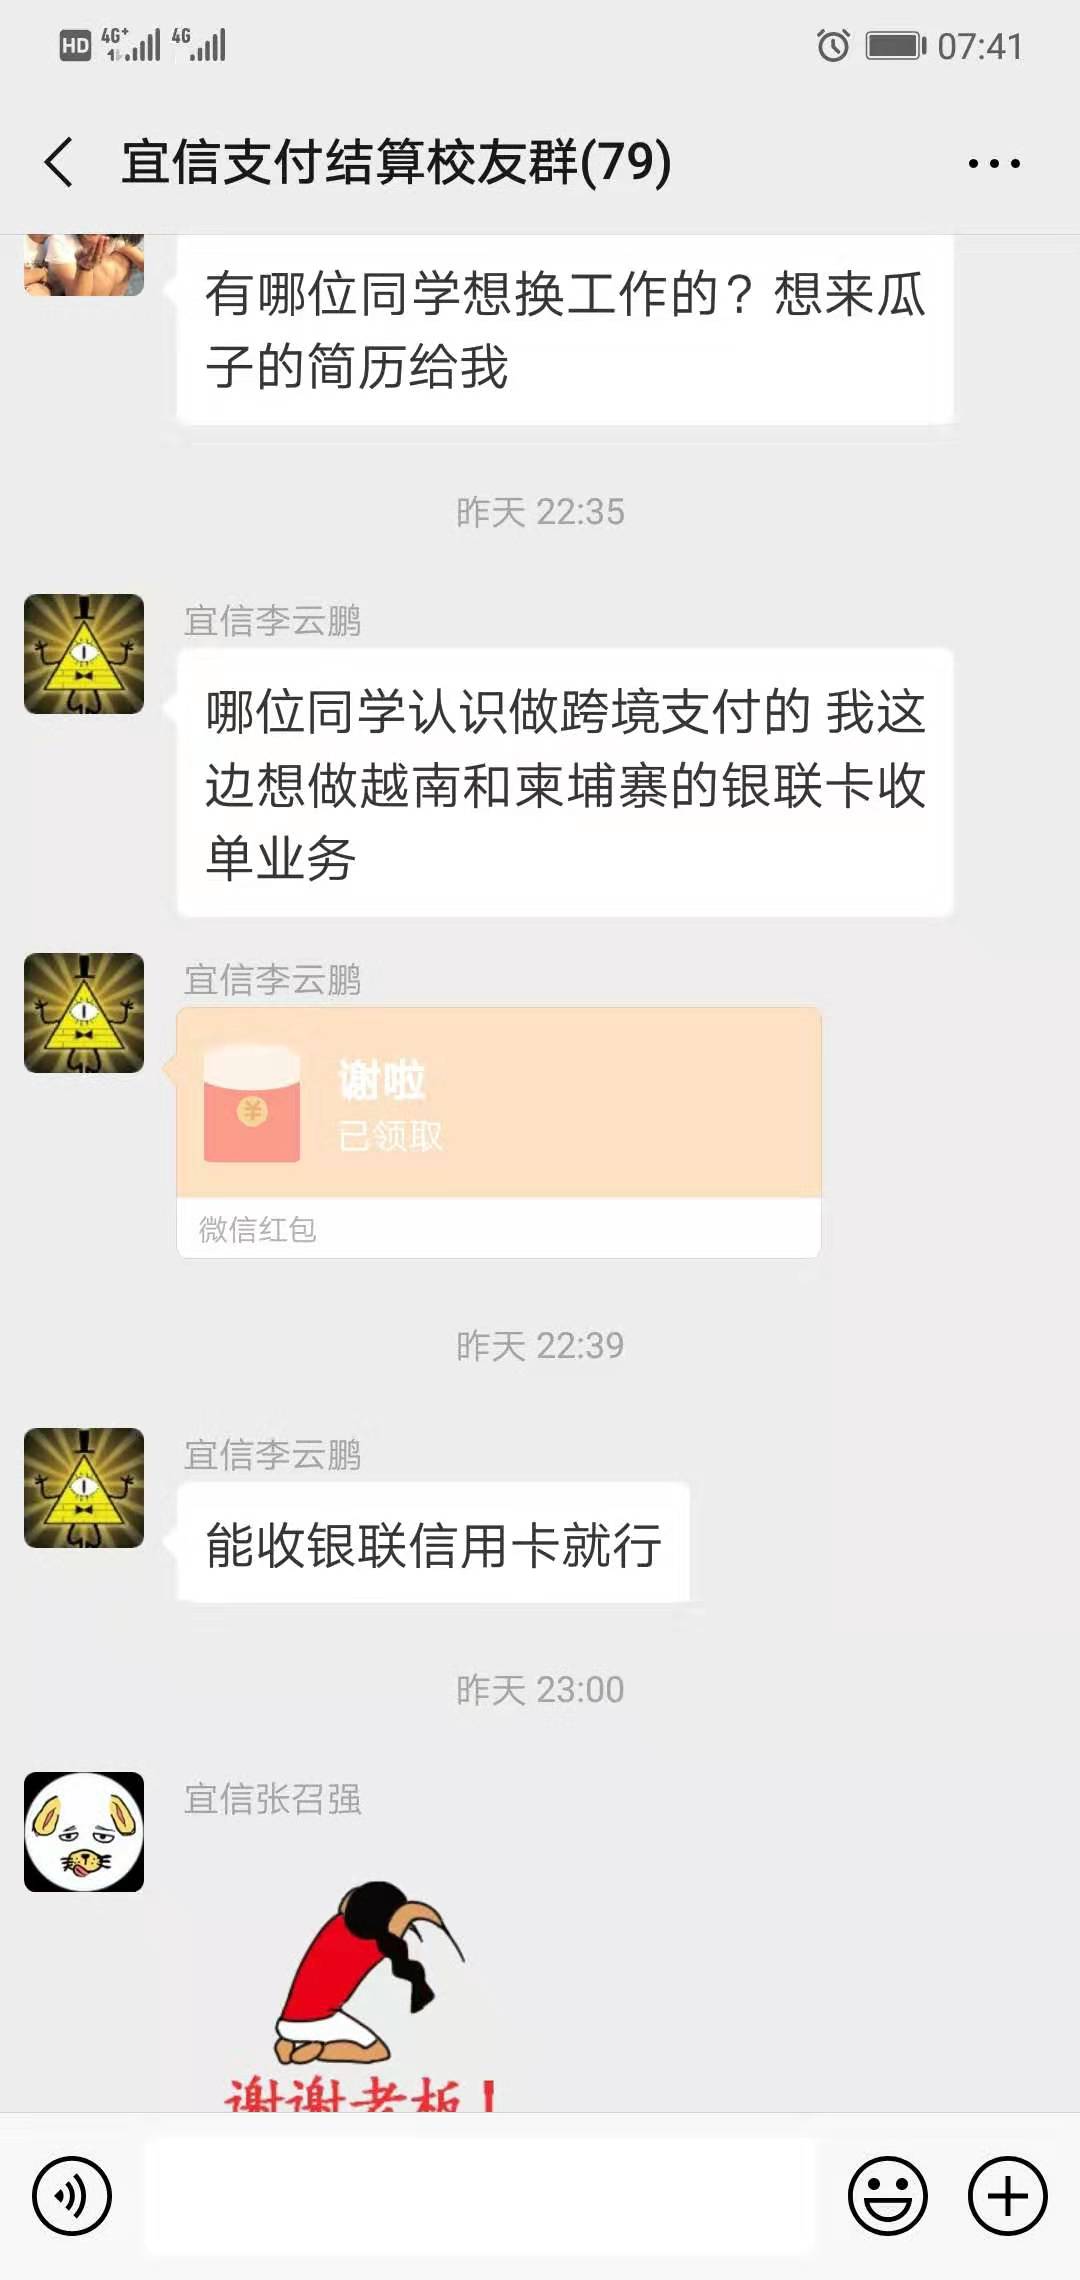 HD 4G+ 4G 07:41
宜信支付结算校友群(79)
有哪位同学想换工作的？想来瓜
子的简历给我
昨天 22:35
宜信李云鹏
哪位同学认识做跨境支付的 我这
边想做越南和柬埔寨的银联卡收
单业务
宜信李云鹏
谢啦
已领取
微信红包
昨天 22:39
宜信李云鹏
能收银联信用卡就行
昨天 23:00
宜信张召强
谢谢老板！